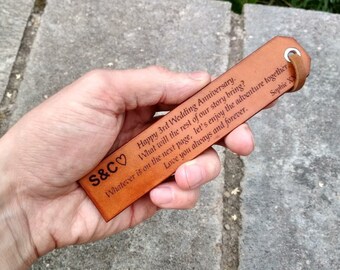 S&C♡
Happy 3rd Wedding Anniversary.
What will the rest of our story bring?
Whatever is on the next page, let's enjoy the adventure together.
Love you always and forever.
Sophie X